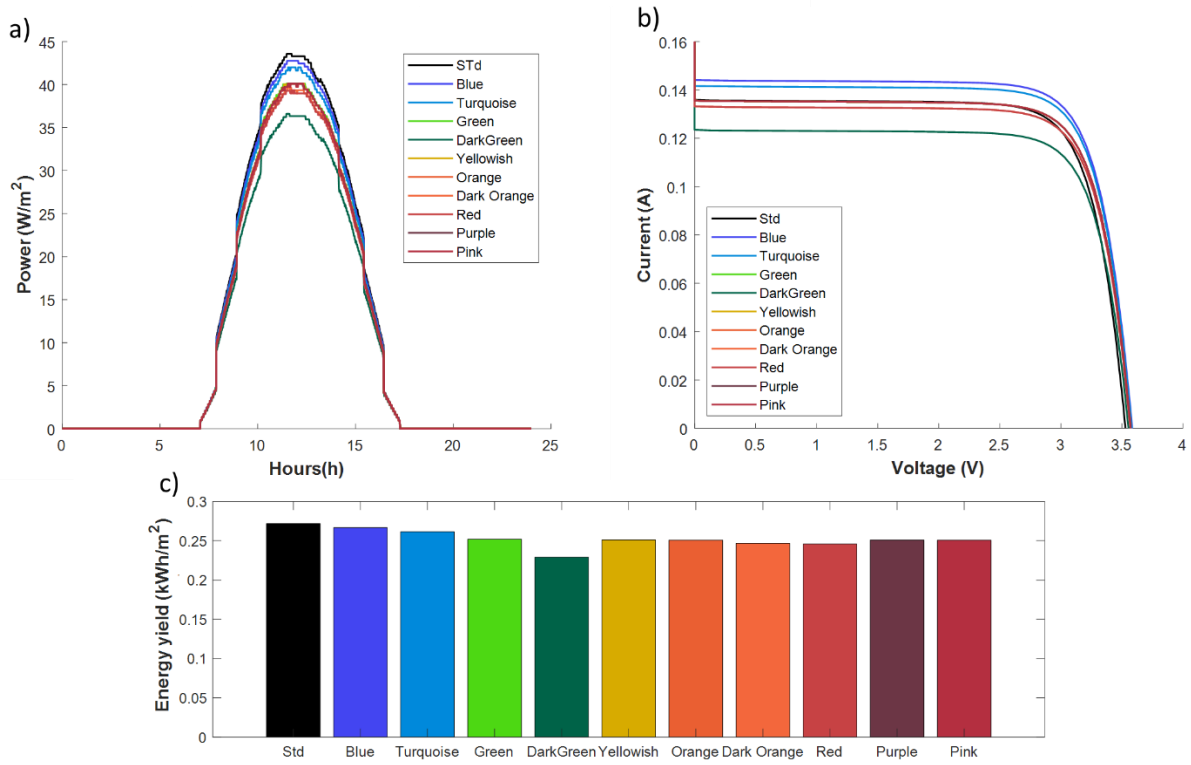 a)
45
40
35
30
25
20
15
10
5
0
Power (W/m²)
0 5 10 15 20 25
Hours(h)
STd
Blue
Turquoise
Green
DarkGreen
Yellowish
Orange
Dark Orange
Red
Purple
Pink
b)
0.16
0.14
0.12
0.1
0.08
0.06
0.04
0.02
0
Current (A)
0 0.5 1 1.5 2 2.5 3 3.5 4
Voltage (V)
Std
Blue
Turquoise
Green
DarkGreen
Yellowish
Orange
Dark Orange
Red
Purple
Pink
c)
0.3
0.25
0.2
0.15
0.1
0.05
0
Energy yield (kWh/m²)
Std Blue Turquoise Green DarkGreen Yellowish Orange Dark Orange Red Purple Pink